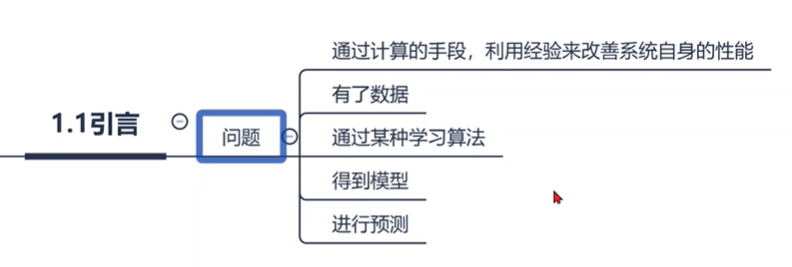 通过计算的手段，利用经验来改善系统自身的性能
有了数据
1.1引言
问题
通过某种学习算法
得到模型
进行预测